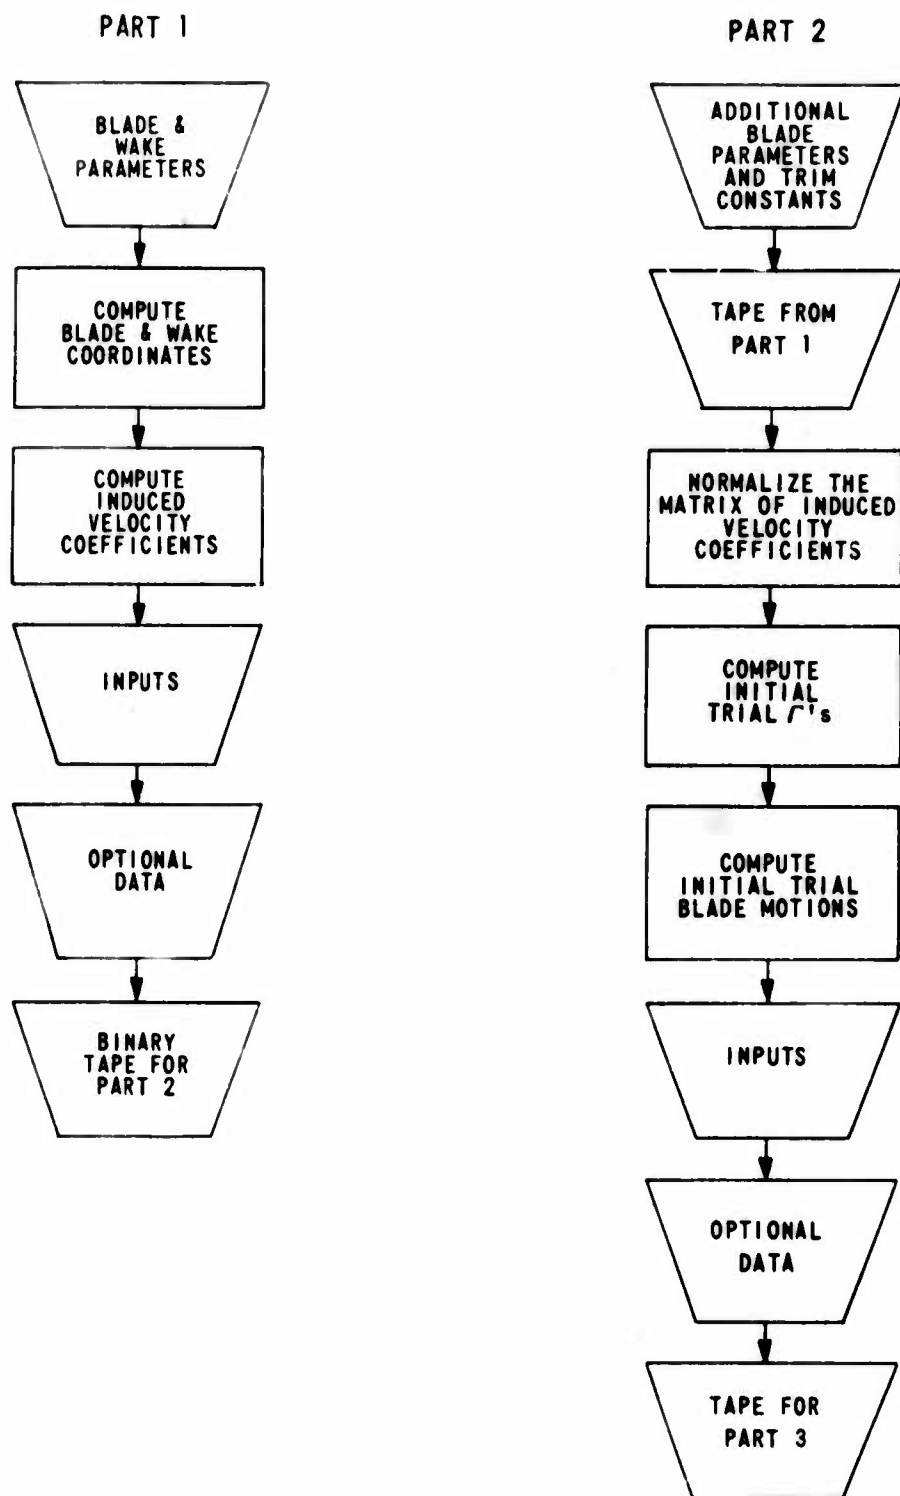 PART 1
BLADE &
WAKE
PARAMETERS
COMPUTE
BLADE & WAKE
COORDINATES
COMPUTE
INDUCED
VELOCITY
COEFFICIENTS
INPUTS
OPTIONAL
DATA
BINARY
TAPE FOR
PART 2
PART 2
ADDITIONAL
BLADE
PARAMETERS
AND TRIM
CONSTANTS
TAPE FROM
PART 1
NORMALIZE THE
MATRIX OF INDUCED
VELOCITY
COEFFICIENTS
COMPUTE
INITIAL
TRIAL Γ's
COMPUTE
INITIAL TRIAL
BLADE MOTIONS
INPUTS
OPTIONAL
DATA
TAPE FOR
PART 3